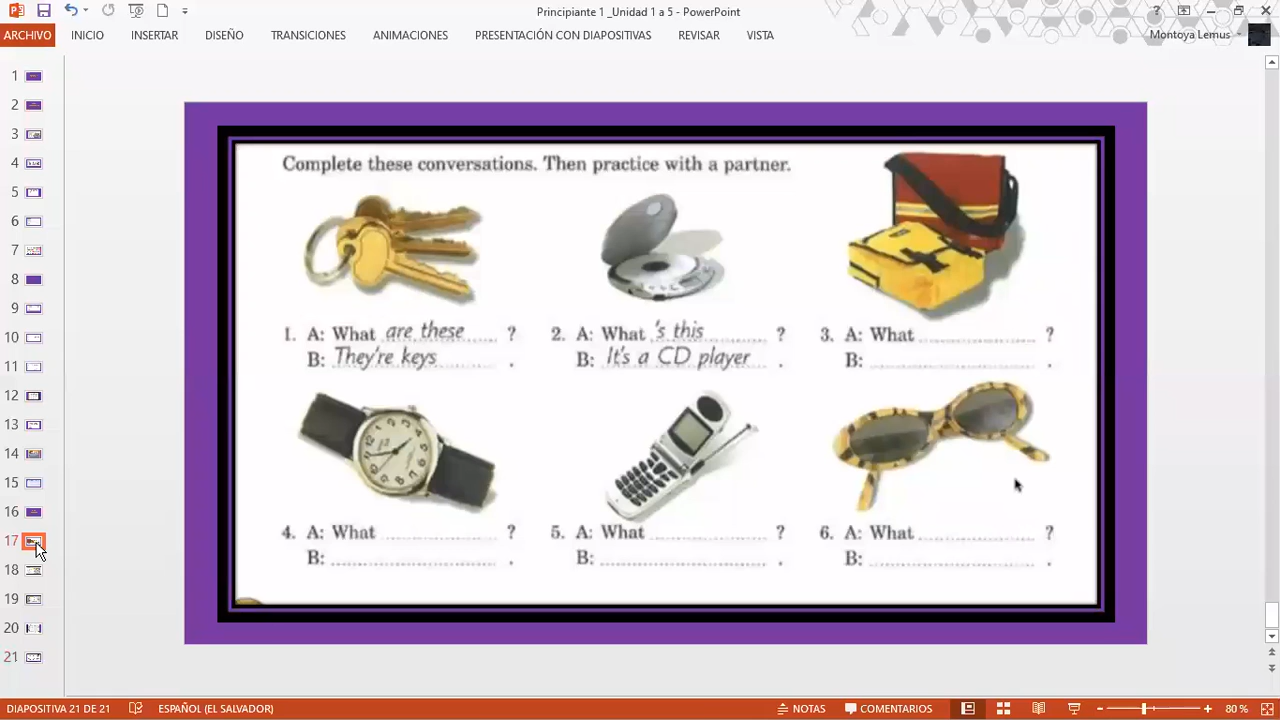 Principiante 1 _Unidad 1 a 5 - PowerPoint
?
ARCHIVO INICIO INSERTAR DISEÑO TRANSICIONES ANIMACIONES PRESENTACIÓN CON DIAPOSITIVAS REVISAR VISTA Montoya Lemus
1
2
3
4
5
6
7
8
9
10
11
12
13
14
15
16
17
18
19
20
21
Complete these conversations. Then practice with a partner.
1. A: What are these ?
B: They're keys .
2. A: What 's this ?
B: It's a CD player .
3. A: What ?
B: .
4. A: What ?
B: .
5. A: What ?
B: .
6. A: What ?
B: .
DIAPOSITIVA 21 DE 21 ESPAÑOL (EL SALVADOR) NOTAS COMENTARIOS 80 %